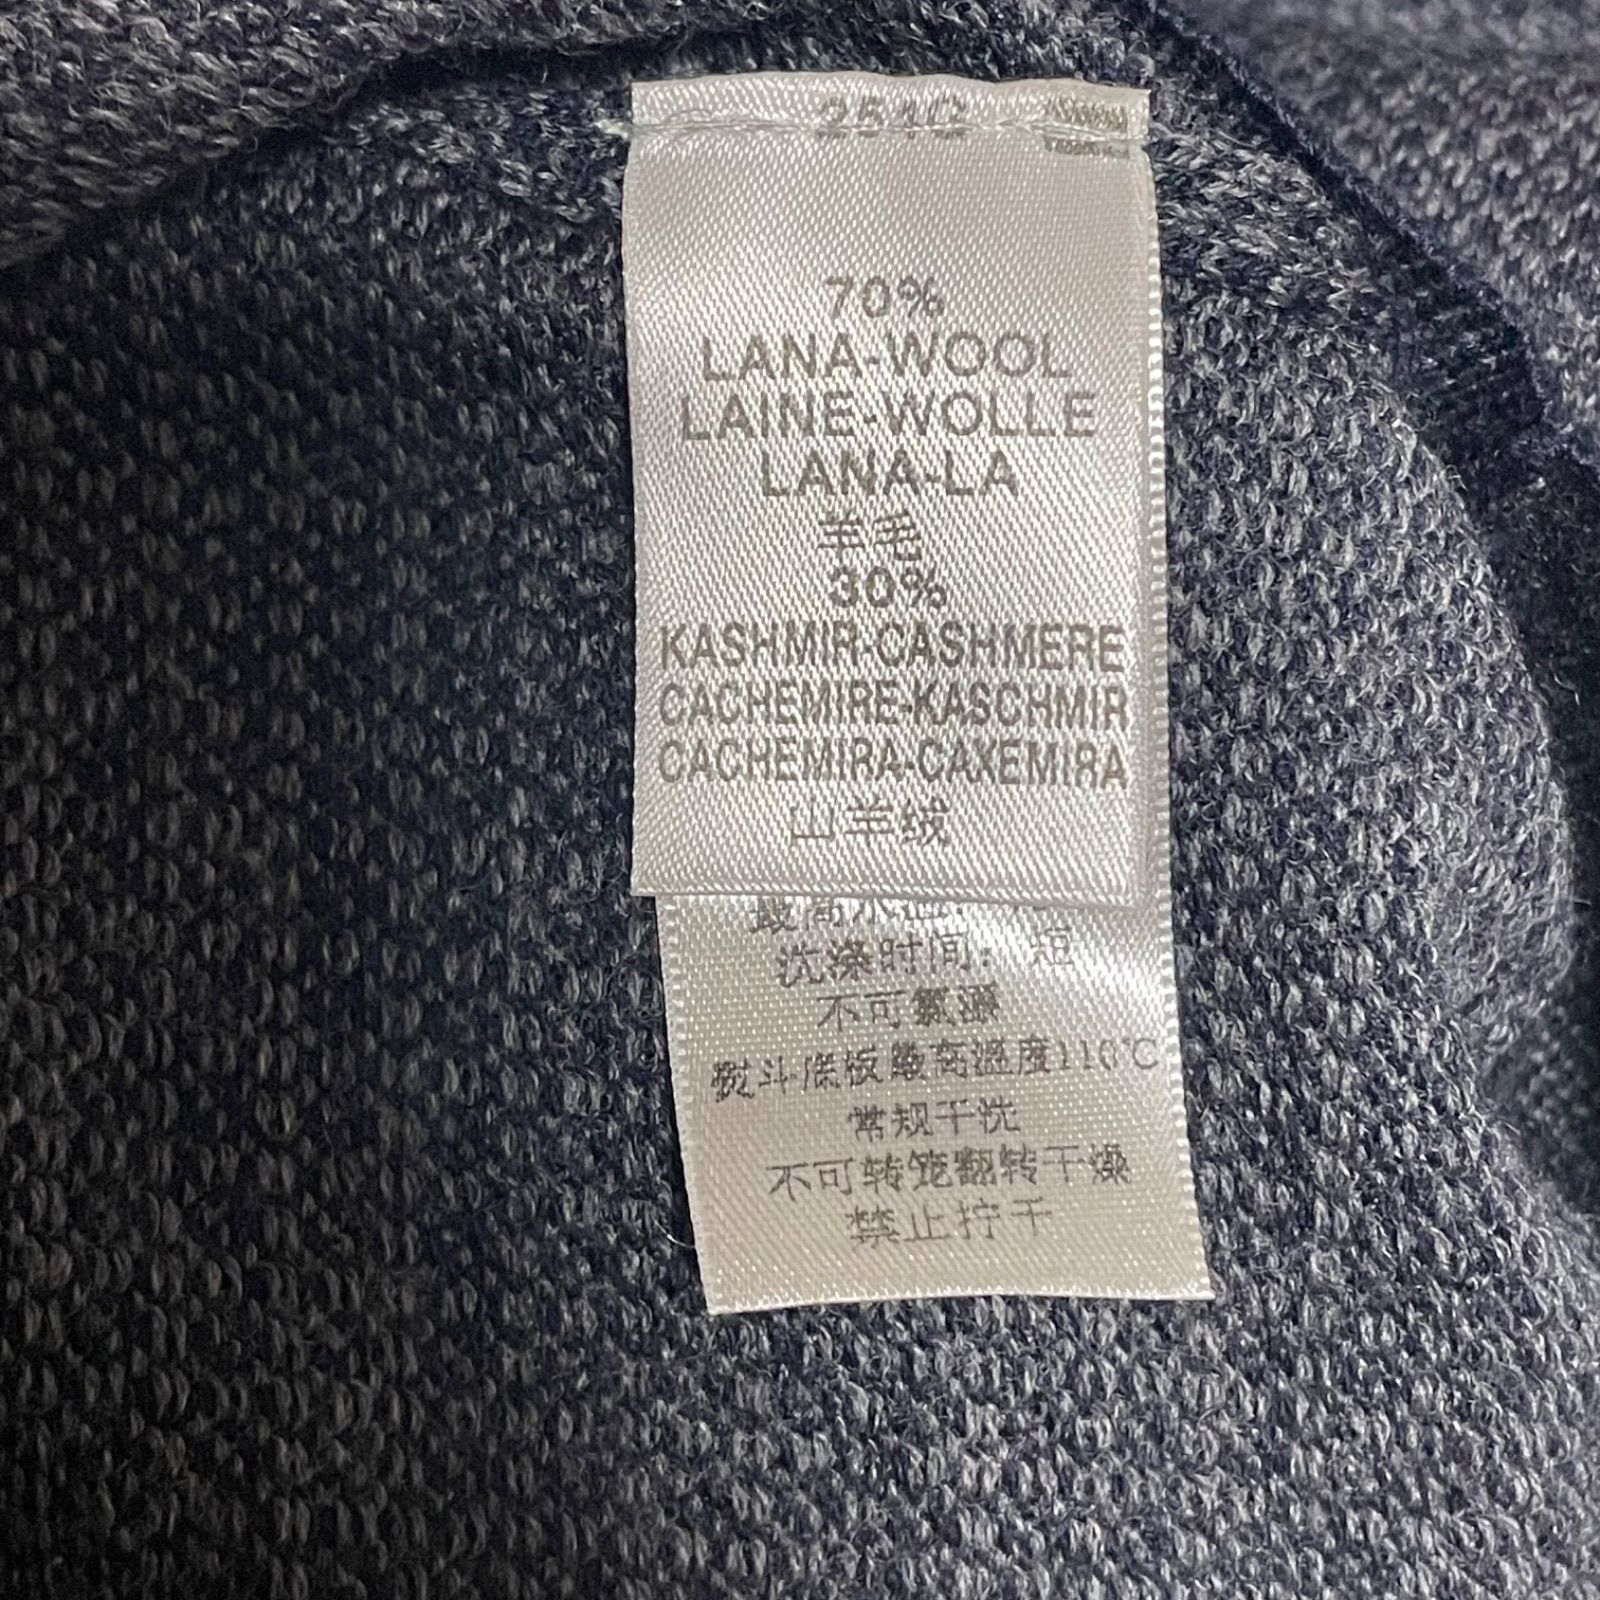 251G
70%
LANA-WOOL
LAINE-WOLLE
LANA-LA
羊毛
30%
KASHMIR-CASHMERE
CACHEMIRE-KASCHMIR
CACHEMIRA-CAXEMIRA
山羊绒
洗涤时间：短
不可氯漂
熨斗底板最高温度110℃
常规干洗
不可转笼翻转干燥
禁止拧干